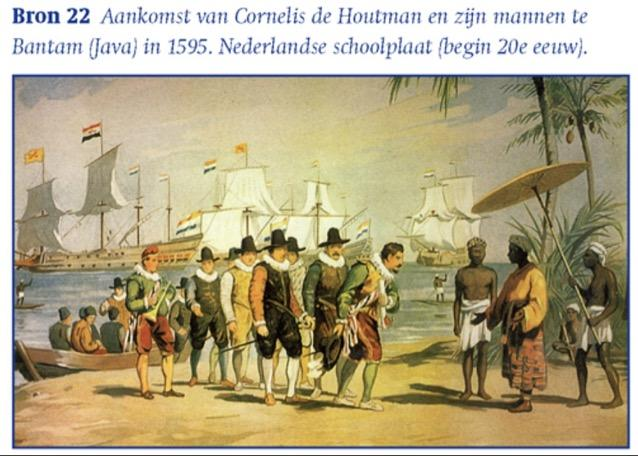 Bron 22 Aankomst van Cornelis de Houtman en zijn mannen te
Bantam (Java) in 1595. Nederlandse schoolplaat (begin 20e eeuw).